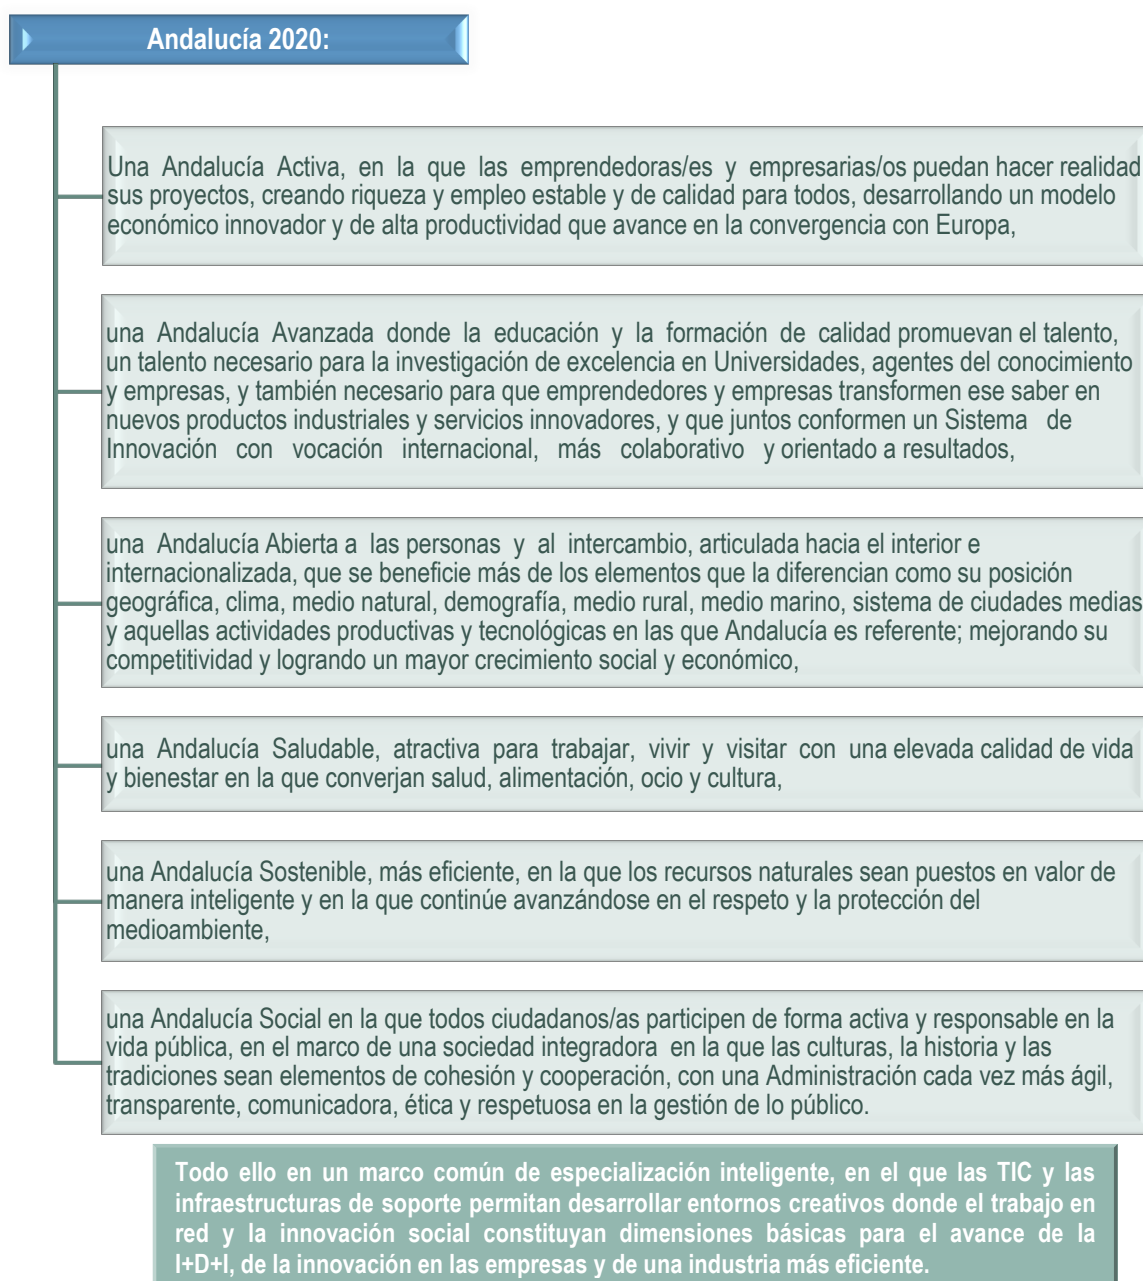 Andalucía 2020:
Una Andalucía Activa, en la que las emprendedoras/es y empresarias/os puedan hacer realidad
sus proyectos, creando riqueza y empleo estable y de calidad para todos, desarrollando un modelo
económico innovador y de alta productividad que avance en la convergencia con Europa,
una Andalucía Avanzada donde la educación y la formación de calidad promuevan el talento,
un talento necesario para la investigación de excelencia en Universidades, agentes del conocimiento
y empresas, y también necesario para que emprendedores y empresas transformen ese saber en
nuevos productos industriales y servicios innovadores, y que juntos conformen un Sistema de
Innovación con vocación internacional, más colaborativo y orientado a resultados,
una Andalucía Abierta a las personas y al intercambio, articulada hacia el interior e
internacionalizada, que se beneficie más de los elementos que la diferencian como su posición
geográfica, clima, medio natural, demografía, medio rural, medio marino, sistema de ciudades medias
y aquellas actividades productivas y tecnológicas en las que Andalucía es referente; mejorando su
competitividad y logrando un mayor crecimiento social y económico,
una Andalucía Saludable, atractiva para trabajar, vivir y visitar con una elevada calidad de vida
y bienestar en la que converjan salud, alimentación, ocio y cultura,
una Andalucía Sostenible, más eficiente, en la que los recursos naturales sean puestos en valor de
manera inteligente y en la que continúe avanzándose en el respeto y la protección del
medioambiente,
una Andalucía Social en la que todos ciudadanos/as participen de forma activa y responsable en la
vida pública, en el marco de una sociedad integradora en la que las culturas, la historia y las
tradiciones sean elementos de cohesión y cooperación, con una Administración cada vez más ágil,
transparente, comunicadora, ética y respetuosa en la gestión de lo público.
Todo ello en un marco común de especialización inteligente, en el que las TIC y las
infraestructuras de soporte permitan desarrollar entornos creativos donde el trabajo en
red y la innovación social constituyan dimensiones básicas para el avance de la
I+D+I, de la innovación en las empresas y de una industria más eficiente.